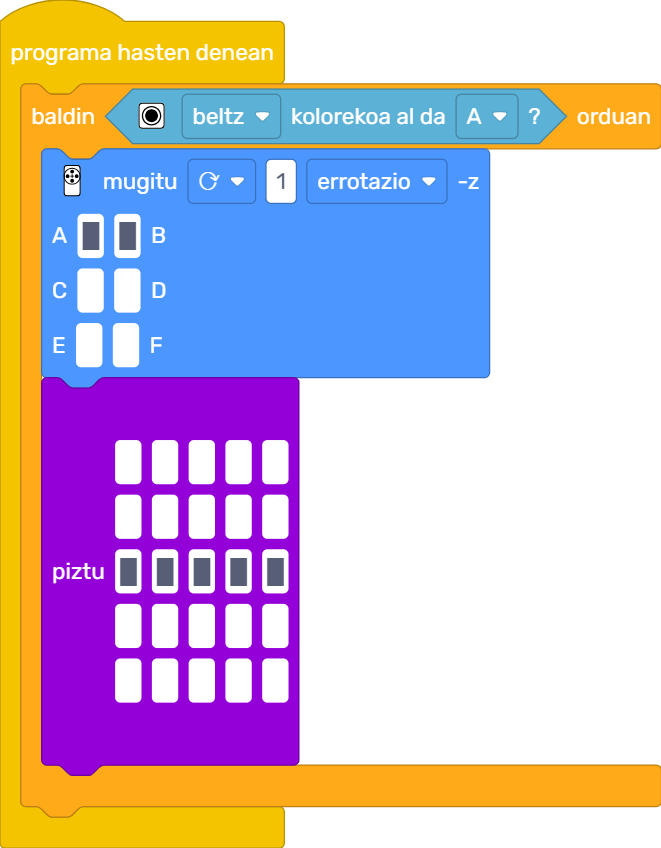 programa hasten denean
baldin beltz kolorekoa al da A ? orduan
mugitu 1 errotazio -z
A B
C D
E F
piztu